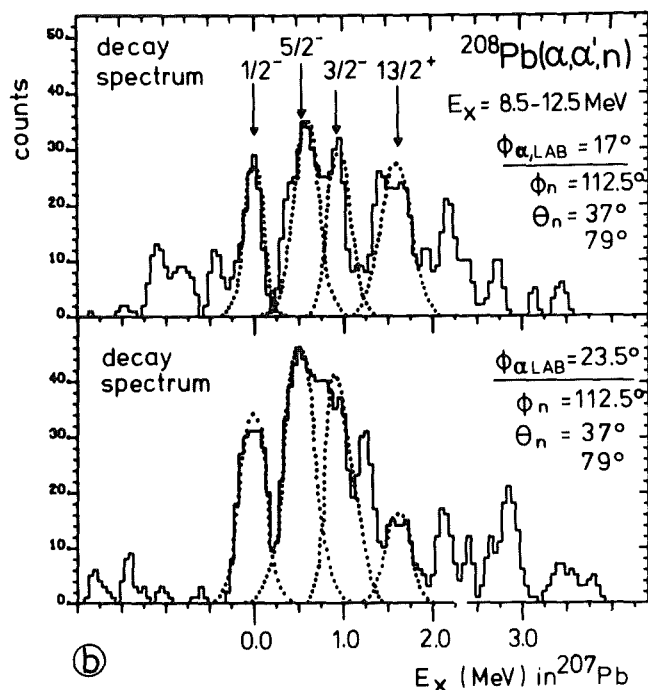 50
40
30
20
10
0
counts
decay
spectrum
1/2⁻
5/2⁻
3/2⁻
13/2⁺
²⁰⁸Pb(α,α',n)
Eₓ = 8.5-12.5 MeV
ϕα,LAB = 17°
ϕn = 112.5°
θn = 37°
79°
40
30
20
10
0
decay
spectrum
ϕα LAB = 23.5°
ϕn = 112.5°
θn = 37°
79°
0.0 1.0 2.0 3.0
b
Eₓ (MeV) in ²⁰⁷Pb